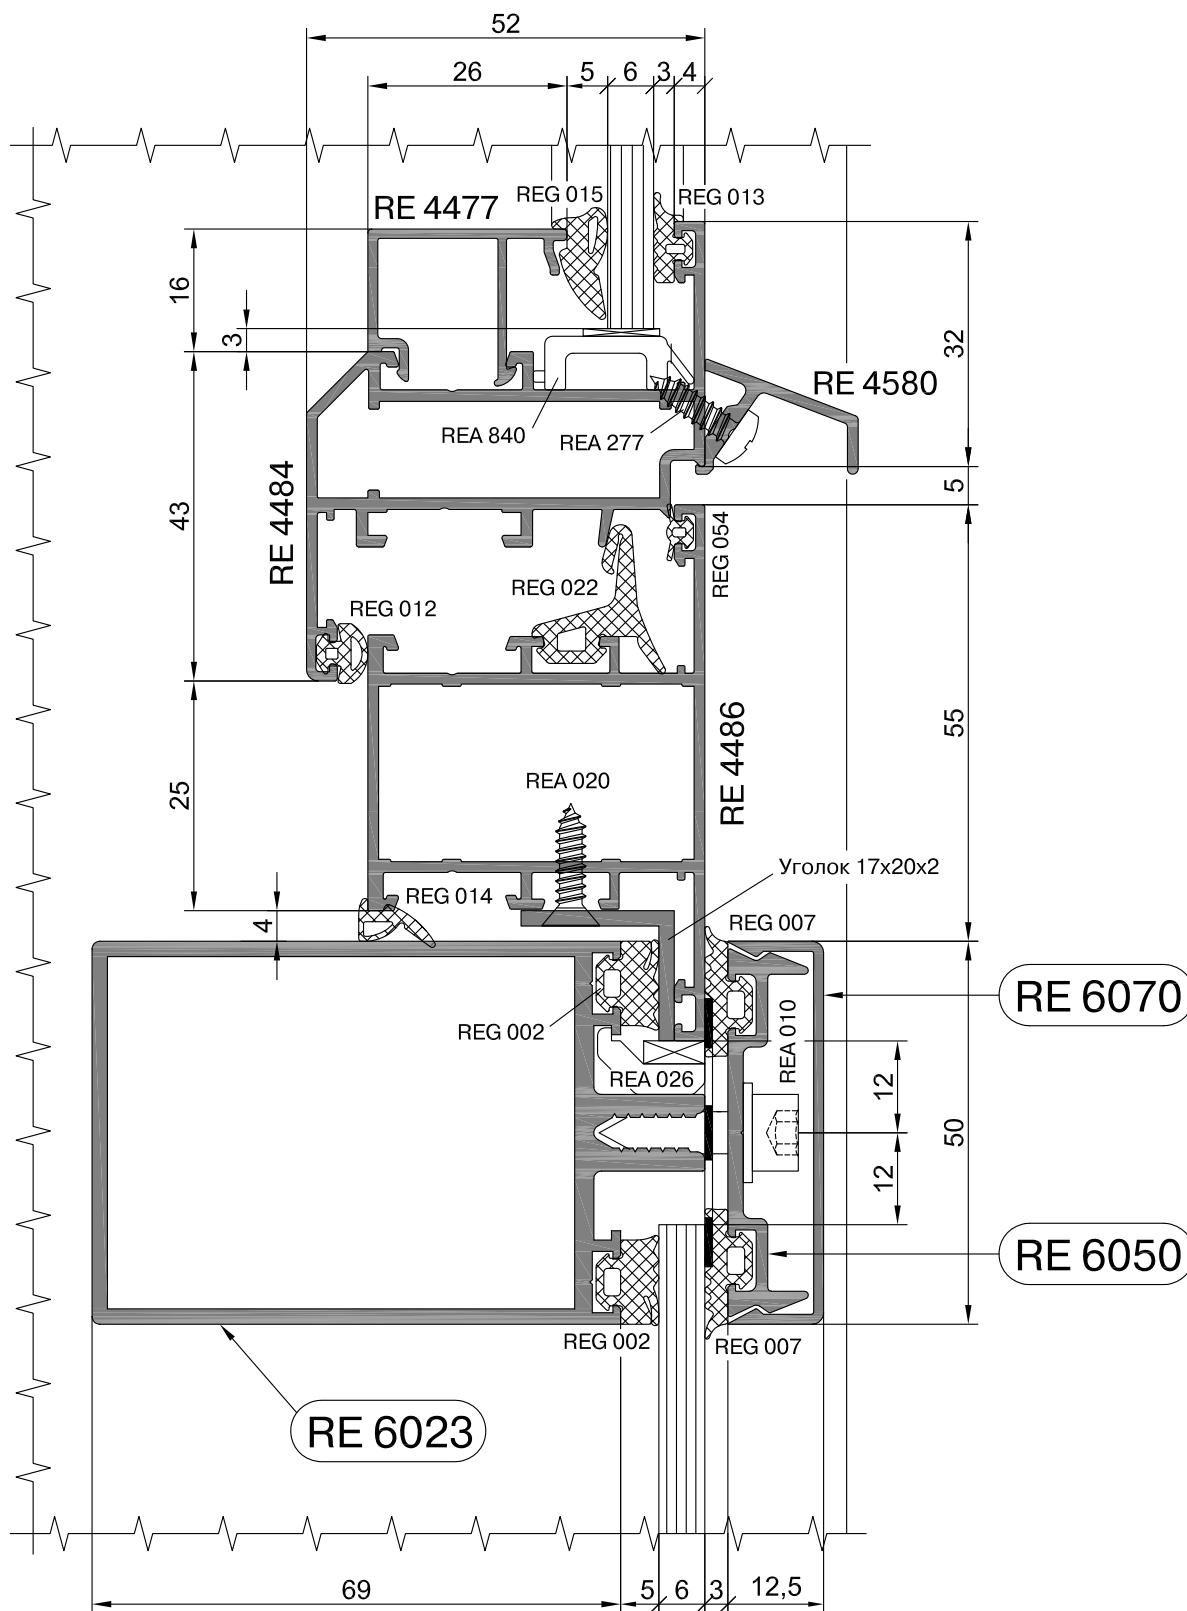 52
26
5
6
3
4
REG 015
REG 013
RE 4477
16
3
32
RE 4580
REA 840
REA 277
43
RE 4484
5
REG 054
REG 022
REG 012
55
RE 4486
25
REA 020
Уголок 17x20x2
REG 014
REG 007
4
RE 6070
REG 002
REA 010
REA 026
12
50
12
RE 6050
REG 002
REG 007
RE 6023
69
5
6
3
12,5